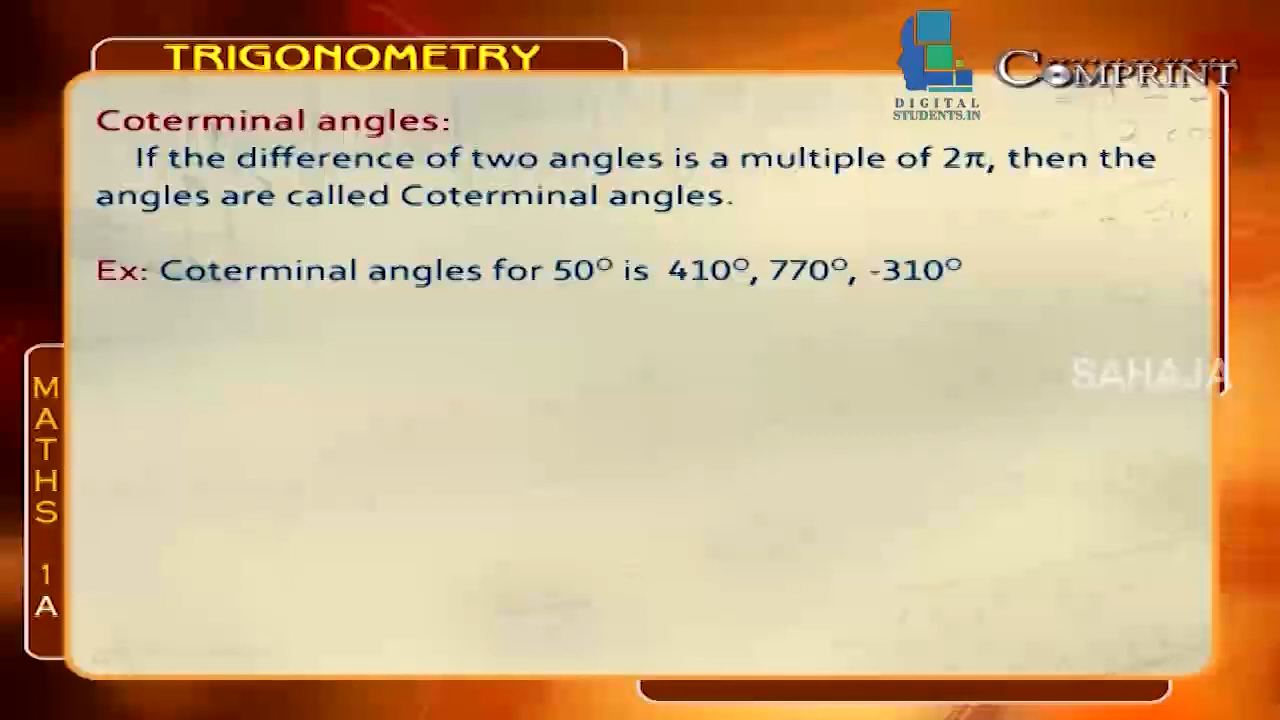 TRIGONOMETRY
DIGITAL
STUDENTS.IN
COMPRINT
Coterminal angles:
If the difference of two angles is a multiple of 2π, then the
angles are called Coterminal angles.
Ex: Coterminal angles for 50° is 410°, 770°, -310°
SAHAJA
MATHS 1A